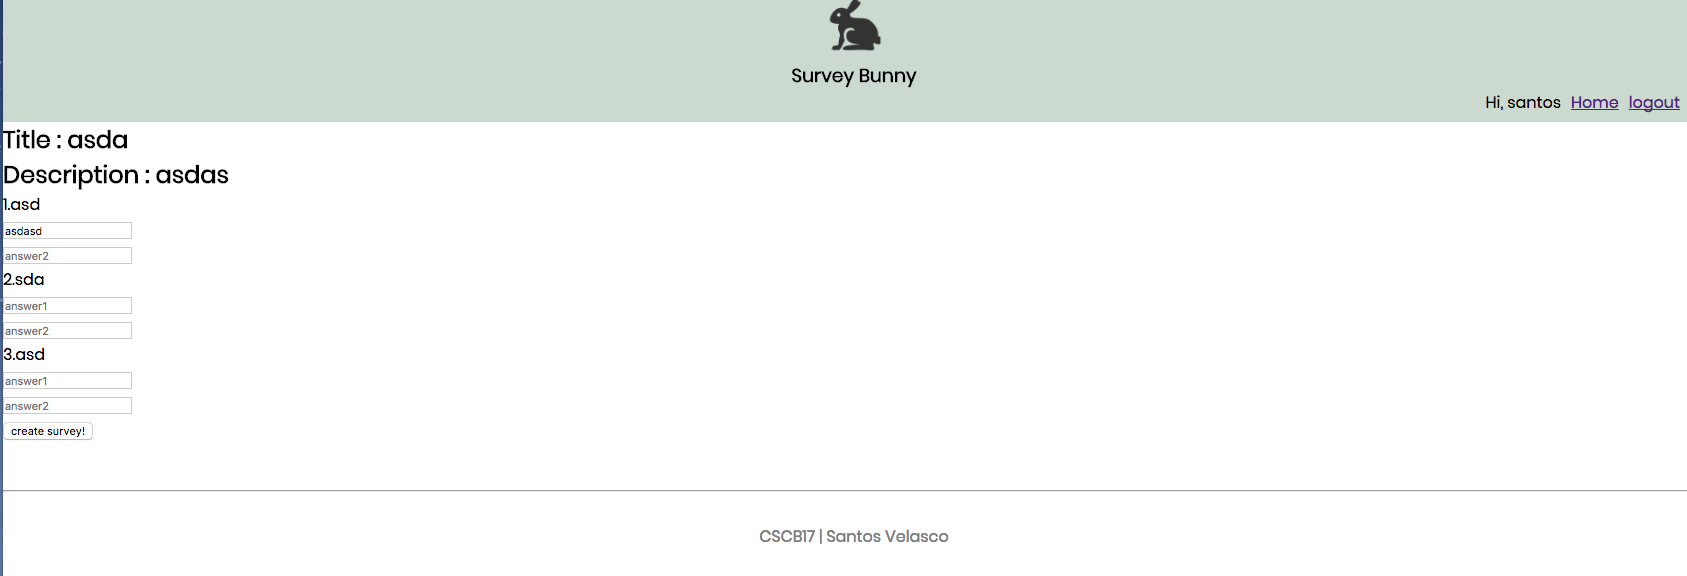 Survey Bunny
Hi, santos Home logout
Title : asda
Description : asdas
1.asd
asdasd
answer2
2.sda
answer1
answer2
3.asd
answer1
answer2
create survey!
CSCB17 | Santos Velasco